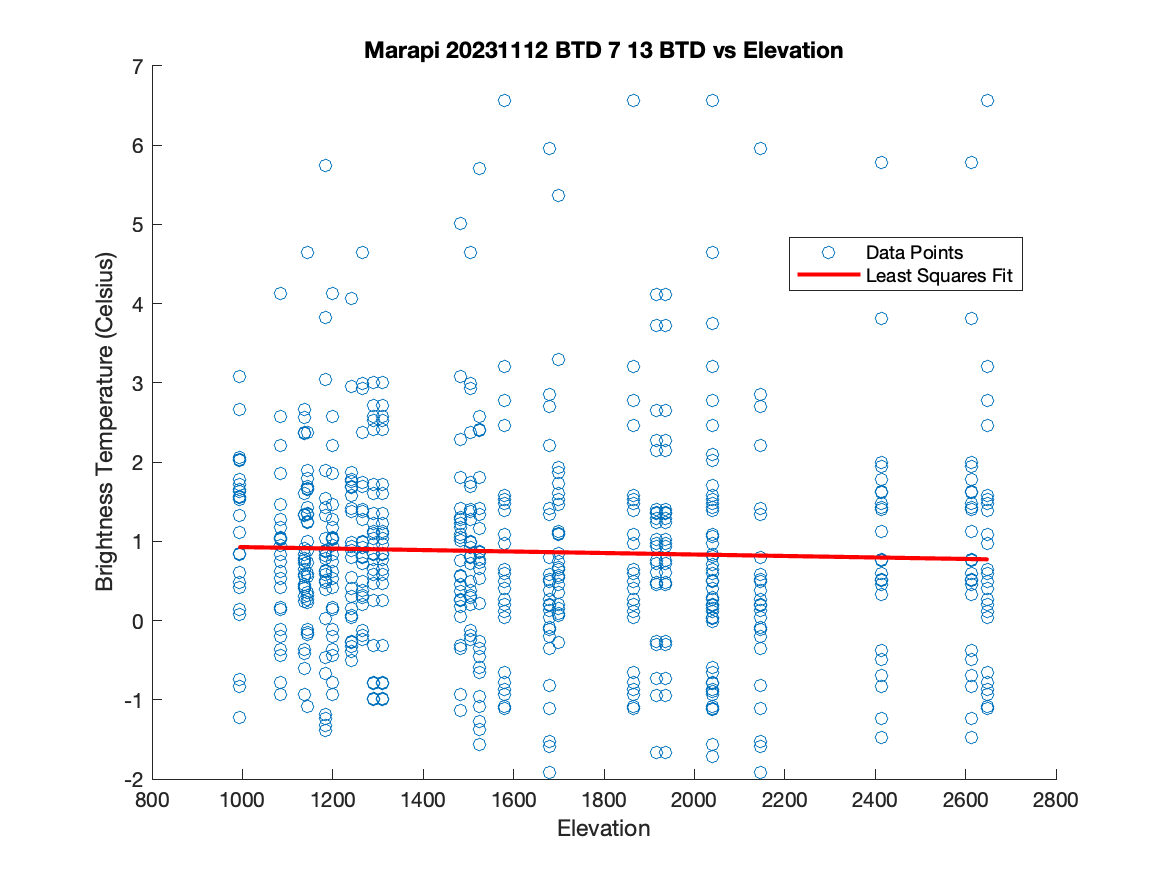 Marapi 20231112 BTD 7 13 BTD vs Elevation
7
6
5
4
3
2
1
0
-1
-2
Brightness Temperature (Celsius)
Data Points
Least Squares Fit
800 1000 1200 1400 1600 1800 2000 2200 2400 2600 2800
Elevation